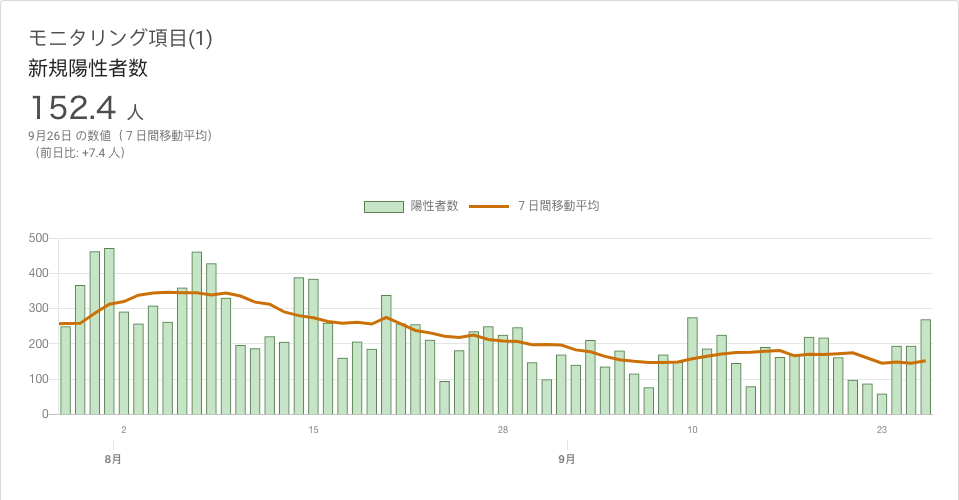 モニタリング項目(1)
新規陽性者数
152.4 人
9月26日 の数値（７日間移動平均）
（前日比: +7.4 人）
陽性者数 ７日間移動平均
500
400
300
200
100
0
2 15 28 10 23
8月 9月